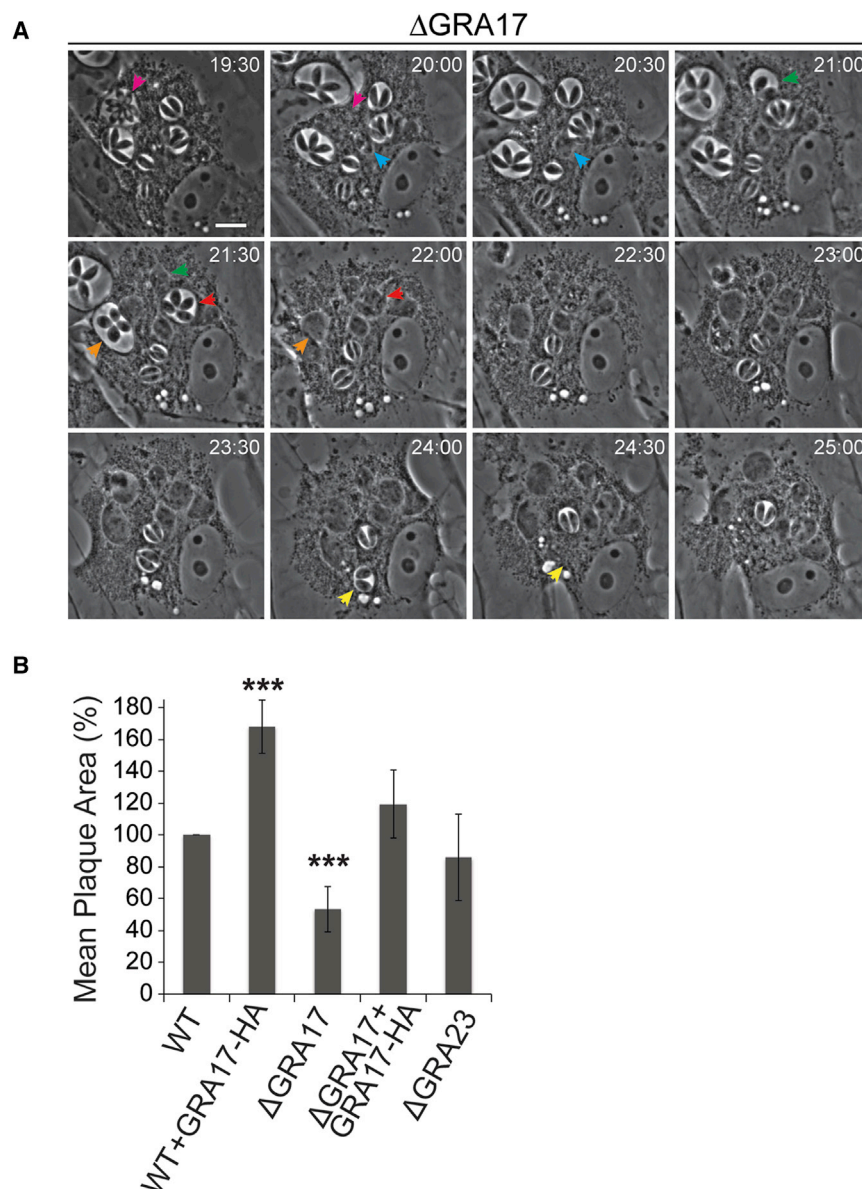 A
ΔGRA17
19:30 20:00 20:30 21:00
21:30 22:00 22:30 23:00
23:30 24:00 24:30 25:00
B
Mean Plaque Area (%)
180
160
140
120
100
80
60
40
20
0
***
***
WT
WT+GRA17-HA
ΔGRA17
ΔGRA17+
GRA17-HA
ΔGRA23